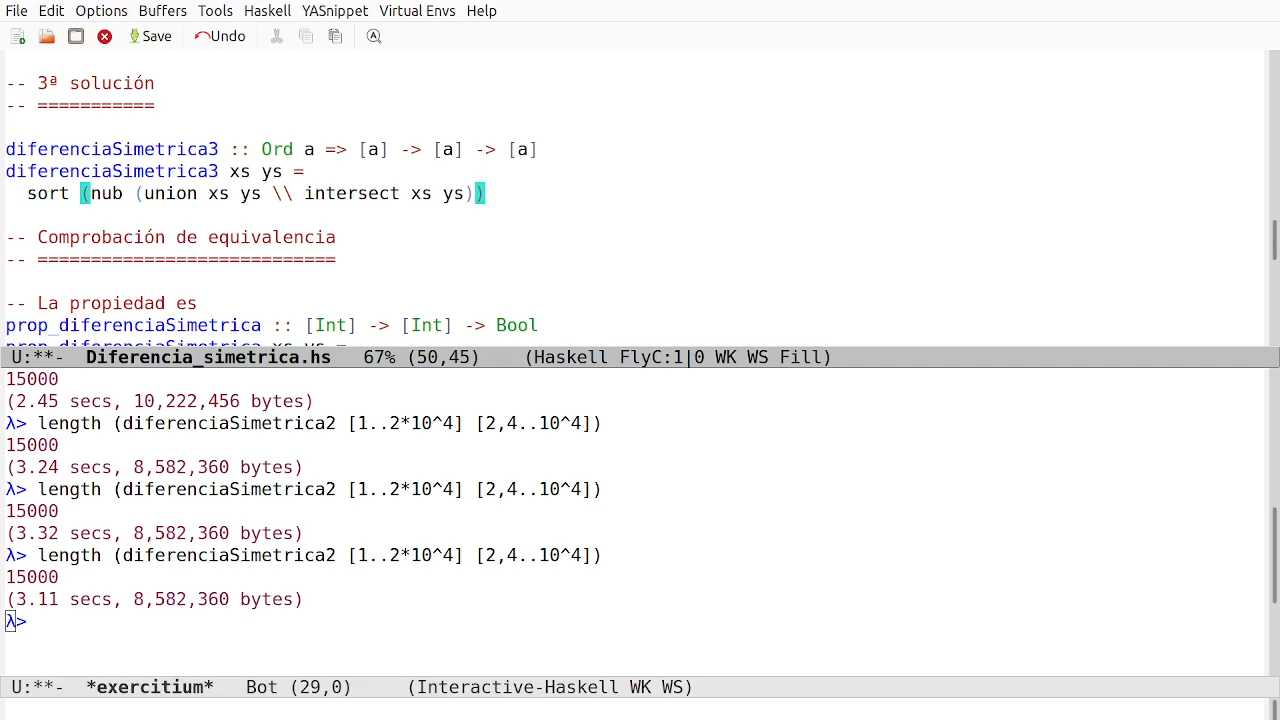 File Edit Options Buffers Tools Haskell YASnippet Virtual Envs Help
Save Undo
-- 3ª solución
-- ===========
diferenciaSimetrica3 :: Ord a => [a] -> [a] -> [a]
diferenciaSimetrica3 xs ys =
  sort (nub (union xs ys \\ intersect xs ys))
-- Comprobación de equivalencia
-- ============================
-- La propiedad es
prop_diferenciaSimetrica :: [Int] -> [Int] -> Bool
prop_diferenciaSimetrica xs ys =
U:**-  Diferencia_simetrica.hs   67% (50,45)    (Haskell FlyC:1|0 WK WS Fill)
15000
(2.45 secs, 10,222,456 bytes)
λ> length (diferenciaSimetrica2 [1..2*10^4] [2,4..10^4])
15000
(3.24 secs, 8,582,360 bytes)
λ> length (diferenciaSimetrica2 [1..2*10^4] [2,4..10^4])
15000
(3.32 secs, 8,582,360 bytes)
λ> length (diferenciaSimetrica2 [1..2*10^4] [2,4..10^4])
15000
(3.11 secs, 8,582,360 bytes)
λ>
U:**-  *exercitium*   Bot (29,0)     (Interactive-Haskell WK WS)